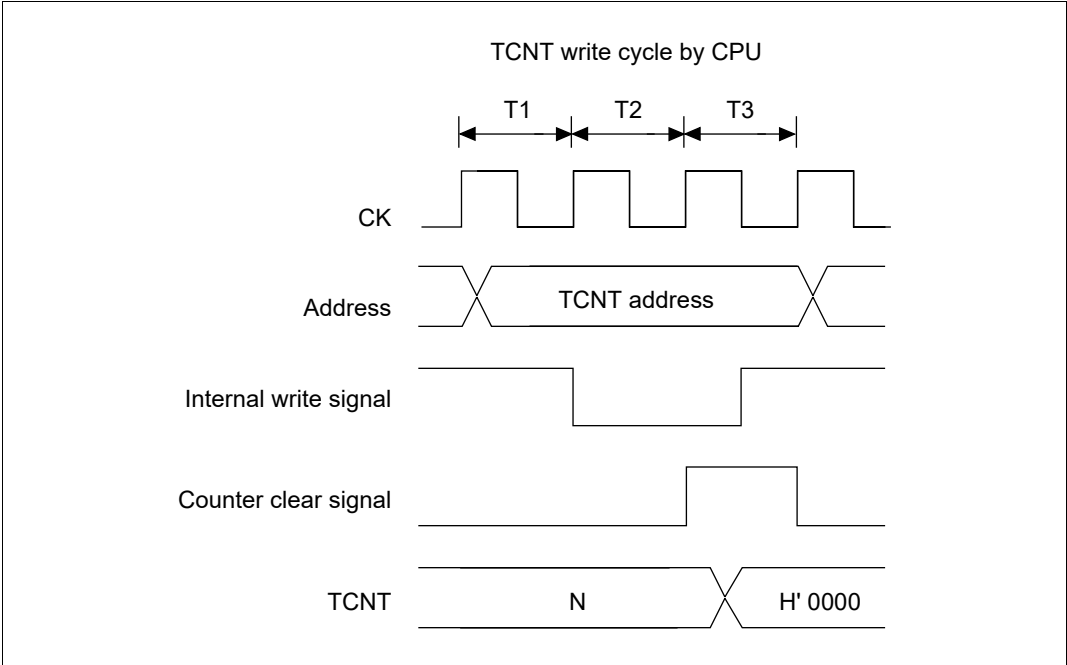 TCNT write cycle by CPU
T1 T2 T3
CK
Address TCNT address
Internal write signal
Counter clear signal
TCNT N H' 0000